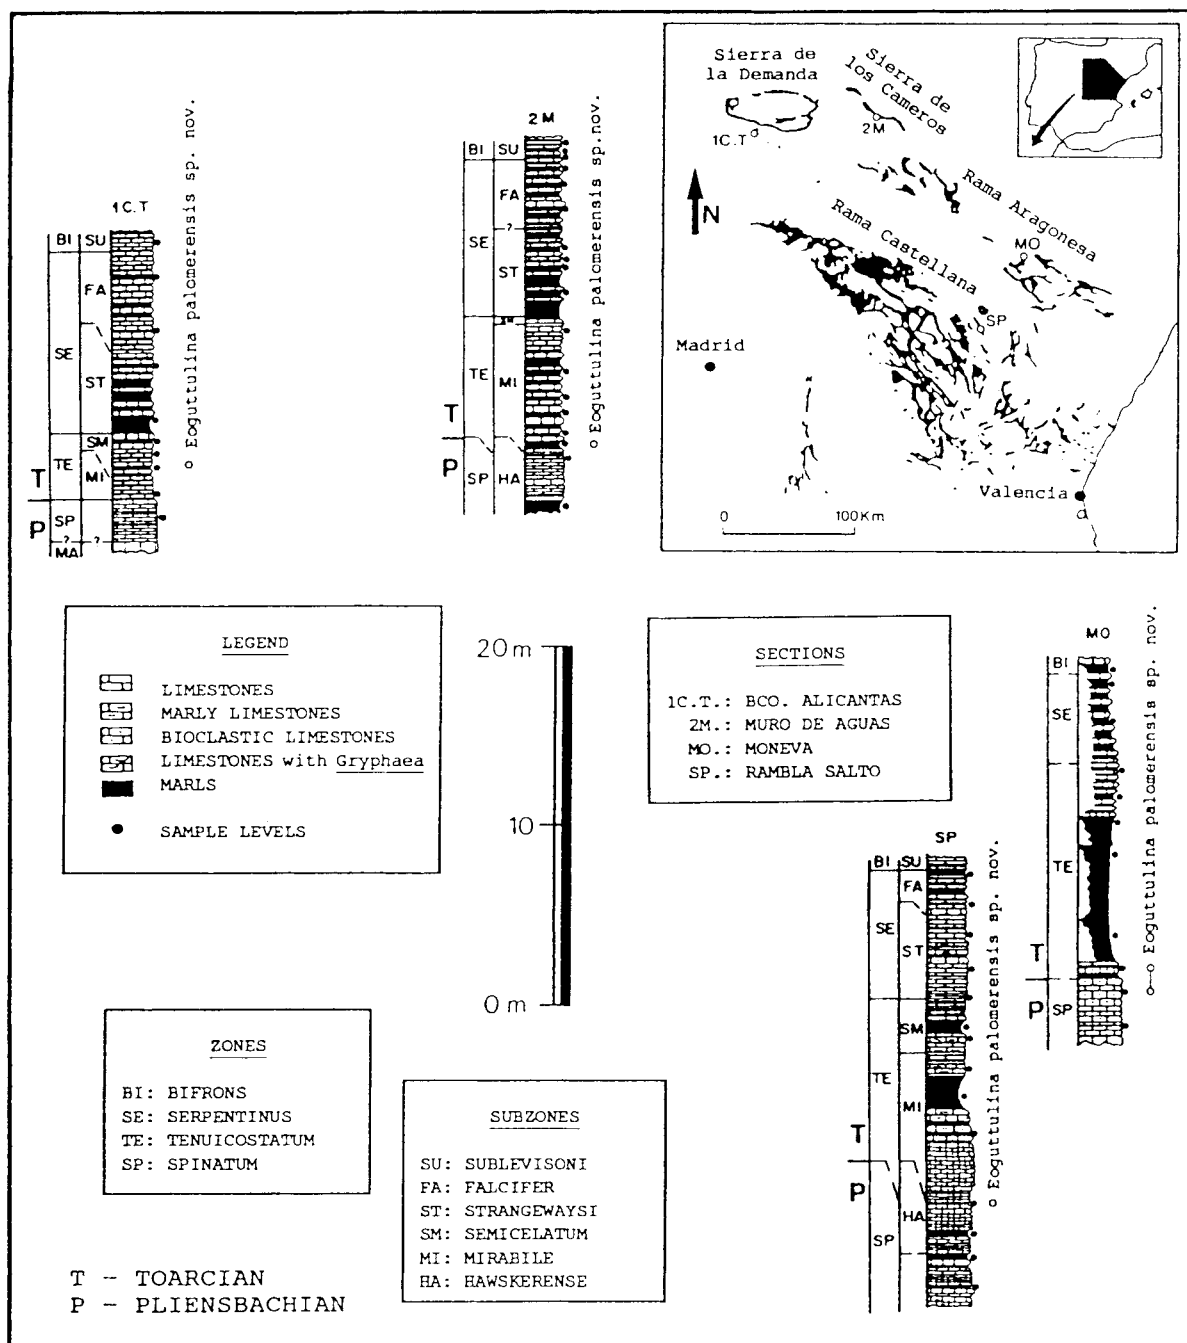 1C.T
BI
SU
FA
SE
ST
SM
TE
MI
T
P
SP
?
?
MA
o Eoguttulina palomerensis sp. nov.
2M
BI
SU
FA
?
SE
ST
SM
TE
MI
T
P
SP
HA
o Eoguttulina palomerensis sp.nov.
Sierra de
la Demanda
Sierra de
los Cameros
1C.T
2M
N
Rama Aragonesa
Rama Castellana
MO
SP
Madrid
Valencia
0 100Km
LEGEND
LIMESTONES
MARLY LIMESTONES
BIOCLASTIC LIMESTONES
LIMESTONES with Gryphaea
MARLS
SAMPLE LEVELS
20m
10
0m
SECTIONS
1C.T.: BCO. ALICANTAS
2M.: MURO DE AGUAS
MO.: MONEVA
SP.: RAMBLA SALTO
MO
BI
SE
TE
T
P
SP
o—o Eoguttulina palomerensis sp. nov.
SP
BI
SU
FA
SE
ST
SM
TE
MI
T
P
HA
SP
o Eoguttulina palomerensis sp. nov.
ZONES
BI: BIFRONS
SE: SERPENTINUS
TE: TENUICOSTATUM
SP: SPINATUM
SUBZONES
SU: SUBLEVISONI
FA: FALCIFER
ST: STRANGEWAYSI
SM: SEMICELATUM
MI: MIRABILE
HA: HAWSKERENSE
T – TOARCIAN
P – PLIENSBACHIAN